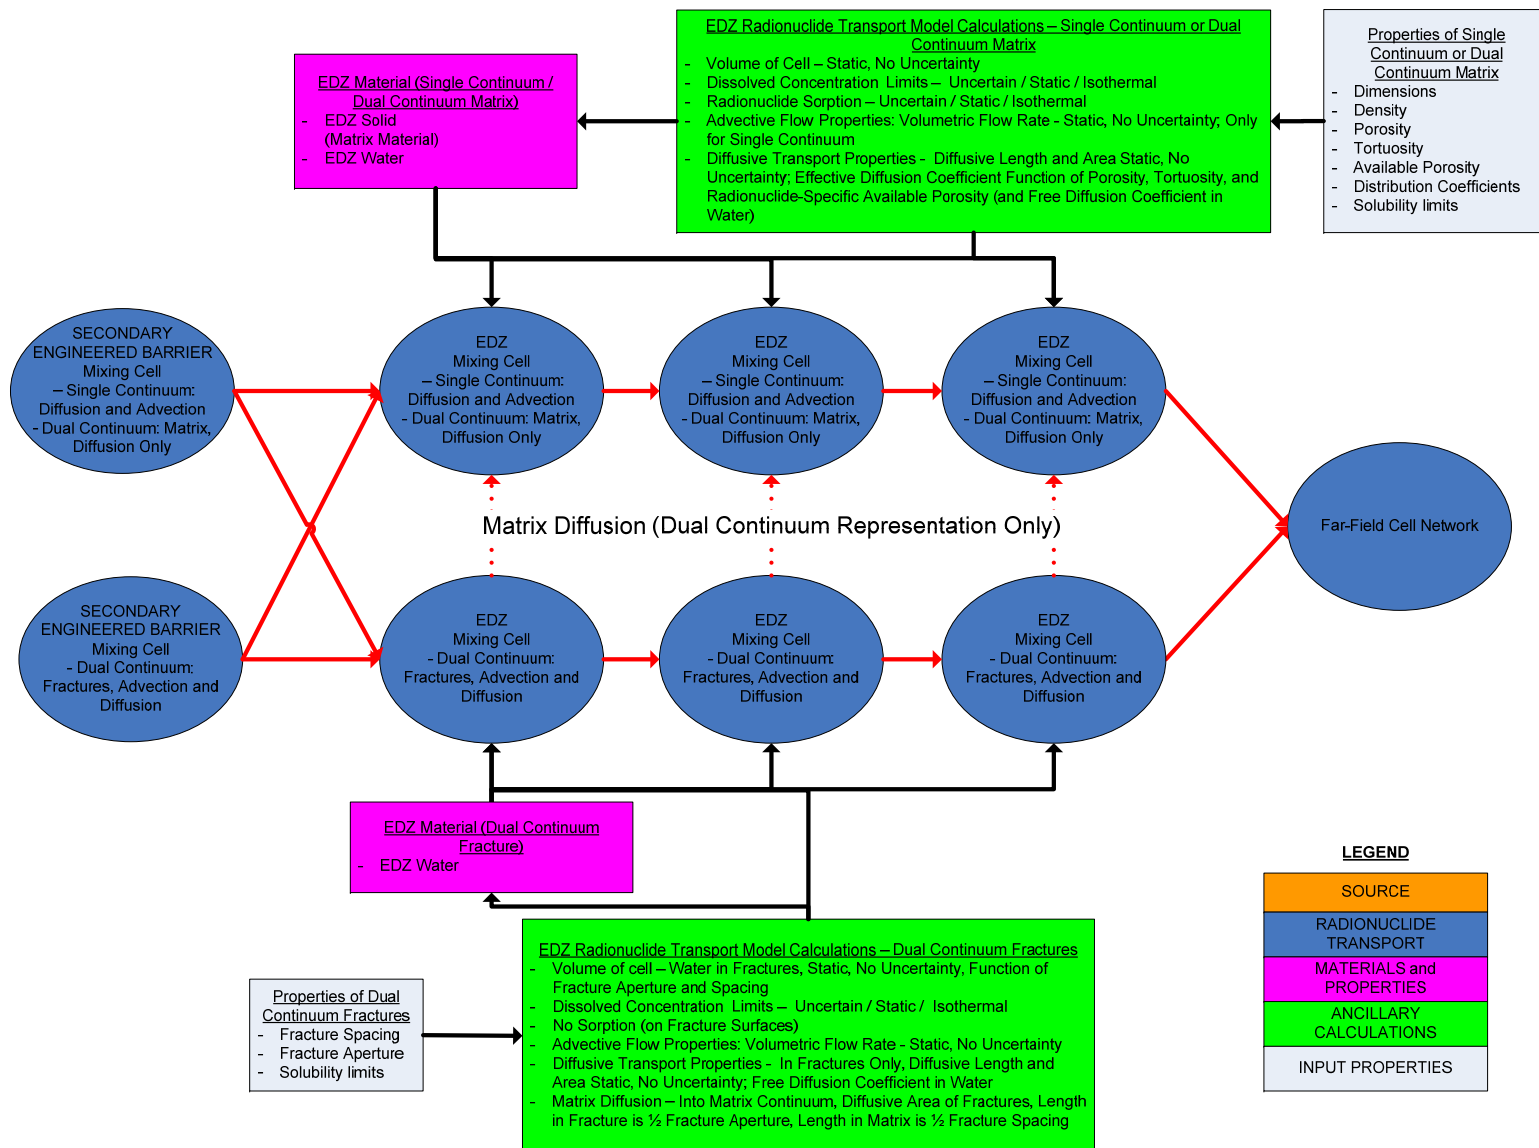 EDZ Radionuclide Transport Model Calculations – Single Continuum or Dual
Continuum Matrix
- Volume of Cell – Static, No Uncertainty
- Dissolved Concentration Limits – Uncertain / Static / Isothermal
- Radionuclide Sorption – Uncertain / Static / Isothermal
- Advective Flow Properties: Volumetric Flow Rate - Static, No Uncertainty; Only
for Single Continuum
- Diffusive Transport Properties - Diffusive Length and Area Static, No
Uncertainty; Effective Diffusion Coefficient Function of Porosity, Tortuosity, and
Radionuclide-Specific Available Porosity (and Free Diffusion Coefficient in
Water)
Properties of Single
Continuum or Dual
Continuum Matrix
- Dimensions
- Density
- Porosity
- Tortuosity
- Available Porosity
- Distribution Coefficients
- Solubility limits
EDZ Material (Single Continuum /
Dual Continuum Matrix)
- EDZ Solid
(Matrix Material)
- EDZ Water
SECONDARY
ENGINEERED BARRIER
Mixing Cell
– Single Continuum:
Diffusion and Advection
- Dual Continuum: Matrix,
Diffusion Only
EDZ
Mixing Cell
– Single Continuum:
Diffusion and Advection
- Dual Continuum: Matrix,
Diffusion Only
EDZ
Mixing Cell
– Single Continuum:
Diffusion and Advection
- Dual Continuum: Matrix,
Diffusion Only
EDZ
Mixing Cell
– Single Continuum:
Diffusion and Advection
- Dual Continuum: Matrix,
Diffusion Only
Matrix Diffusion (Dual Continuum Representation Only)
Far-Field Cell Network
SECONDARY
ENGINEERED BARRIER
Mixing Cell
- Dual Continuum:
Fractures, Advection and
Diffusion
EDZ
Mixing Cell
- Dual Continuum:
Fractures, Advection and
Diffusion
EDZ
Mixing Cell
- Dual Continuum:
Fractures, Advection and
Diffusion
EDZ
Mixing Cell
- Dual Continuum:
Fractures, Advection and
Diffusion
EDZ Material (Dual Continuum
Fracture)
- EDZ Water
Properties of Dual
Continuum Fractures
- Fracture Spacing
- Fracture Aperture
- Solubility limits
EDZ Radionuclide Transport Model Calculations – Dual Continuum Fractures
- Volume of cell – Water in Fractures, Static, No Uncertainty, Function of
Fracture Aperture and Spacing
- Dissolved Concentration Limits – Uncertain / Static / Isothermal
- No Sorption (on Fracture Surfaces)
- Advective Flow Properties: Volumetric Flow Rate - Static, No Uncertainty
- Diffusive Transport Properties - In Fractures Only, Diffusive Length and
Area Static, No Uncertainty; Free Diffusion Coefficient in Water
- Matrix Diffusion – Into Matrix Continuum, Diffusive Area of Fractures, Length
in Fracture is ½ Fracture Aperture, Length in Matrix is ½ Fracture Spacing
LEGEND
SOURCE
RADIONUCLIDE
TRANSPORT
MATERIALS and
PROPERTIES
ANCILLARY
CALCULATIONS
INPUT PROPERTIES